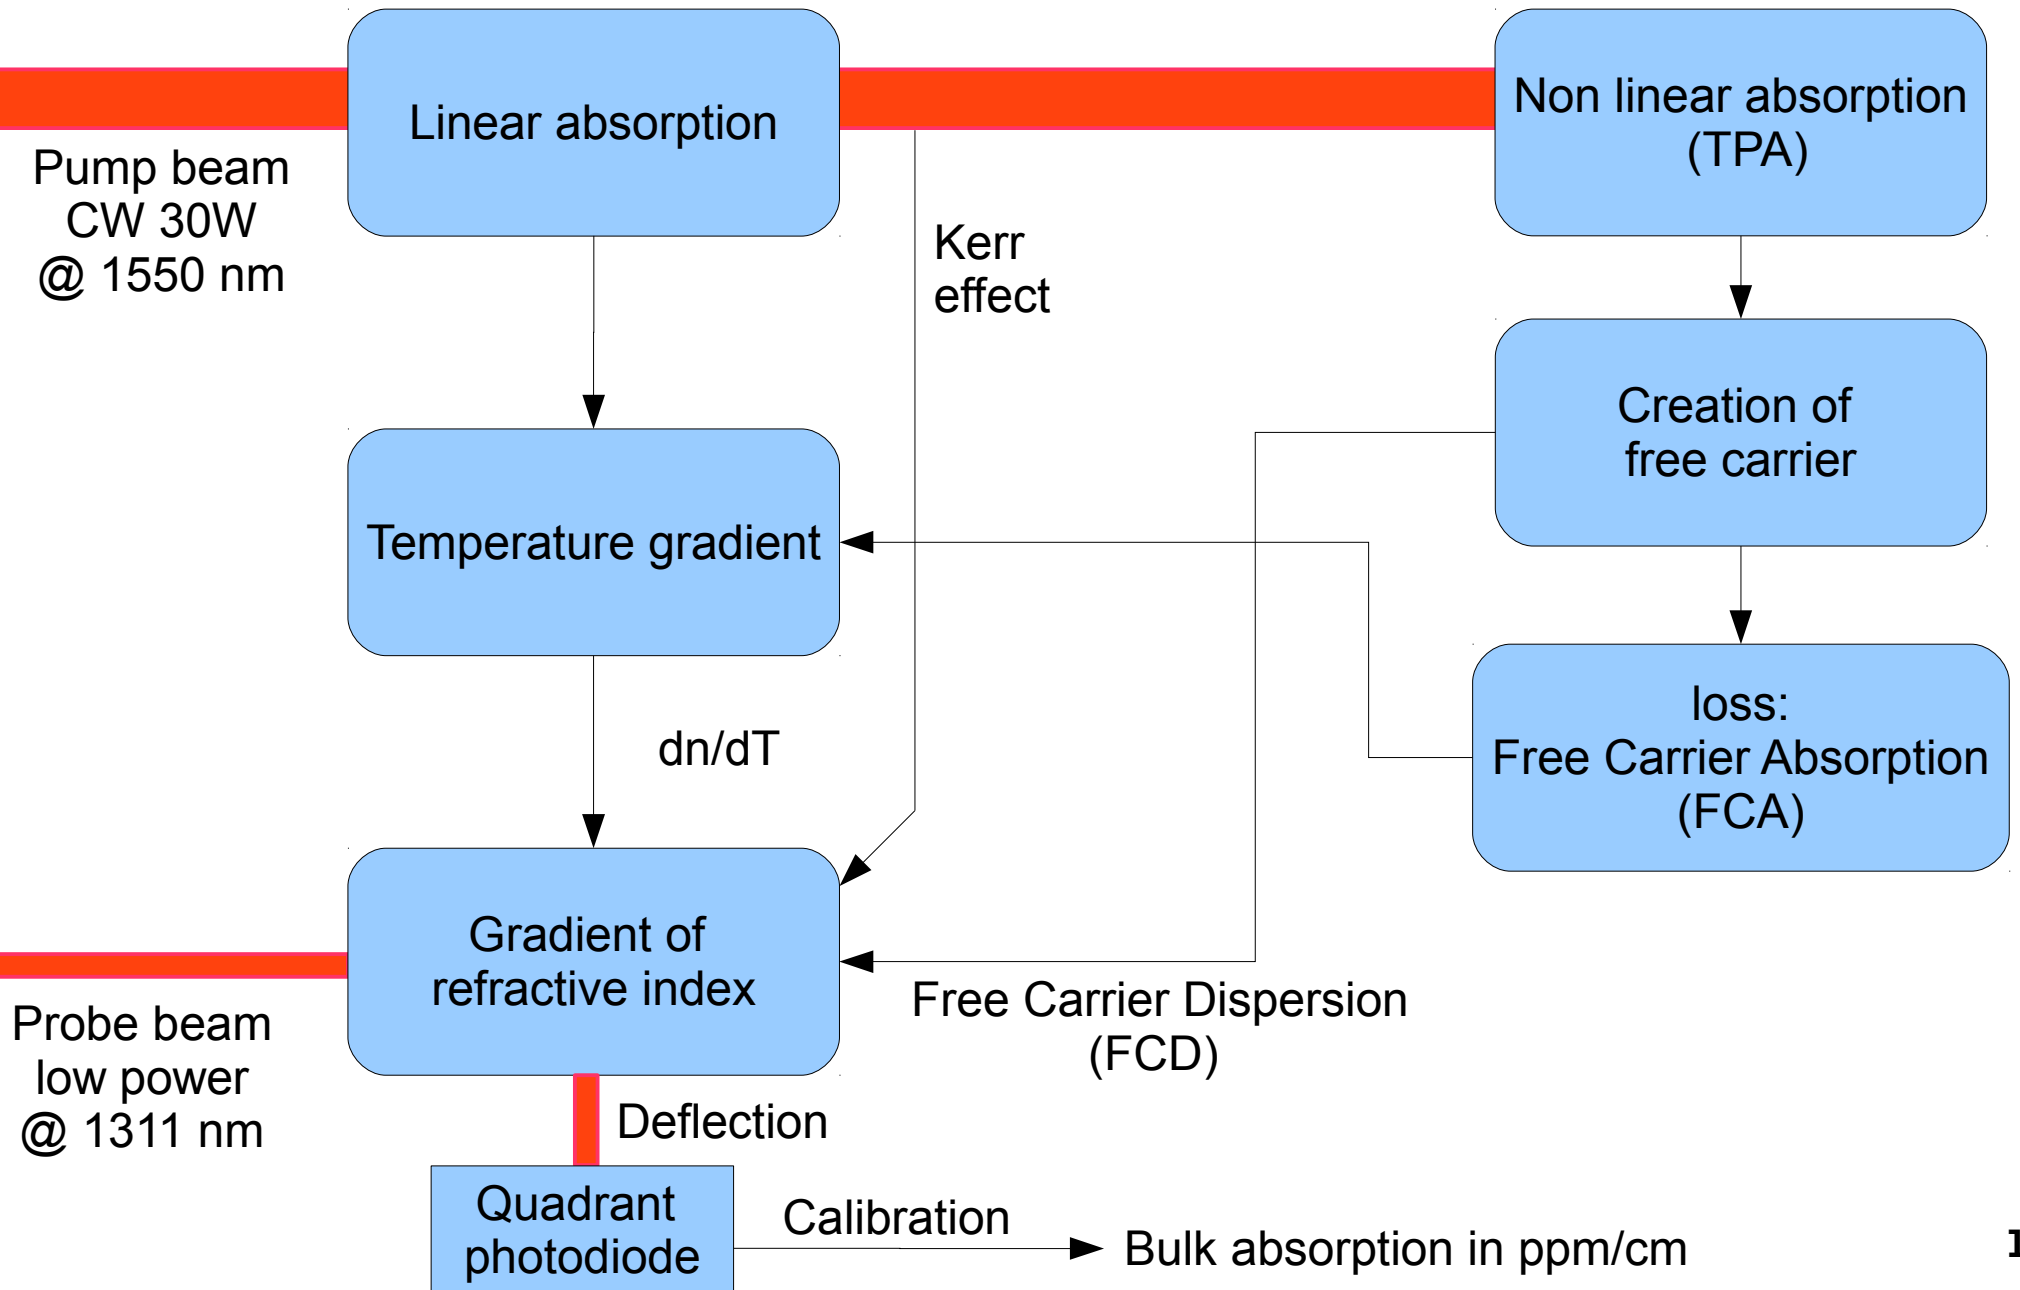 Linear absorption
Non linear absorption
(TPA)
Pump beam
CW 30W
@ 1550 nm
Kerr
effect
Creation of
free carrier
Temperature gradient
loss:
Free Carrier Absorption
(FCA)
dn/dT
Gradient of
refractive index
Free Carrier Dispersion
(FCD)
Probe beam
low power
@ 1311 nm
Deflection
Quadrant
photodiode
Calibration
Bulk absorption in ppm/cm